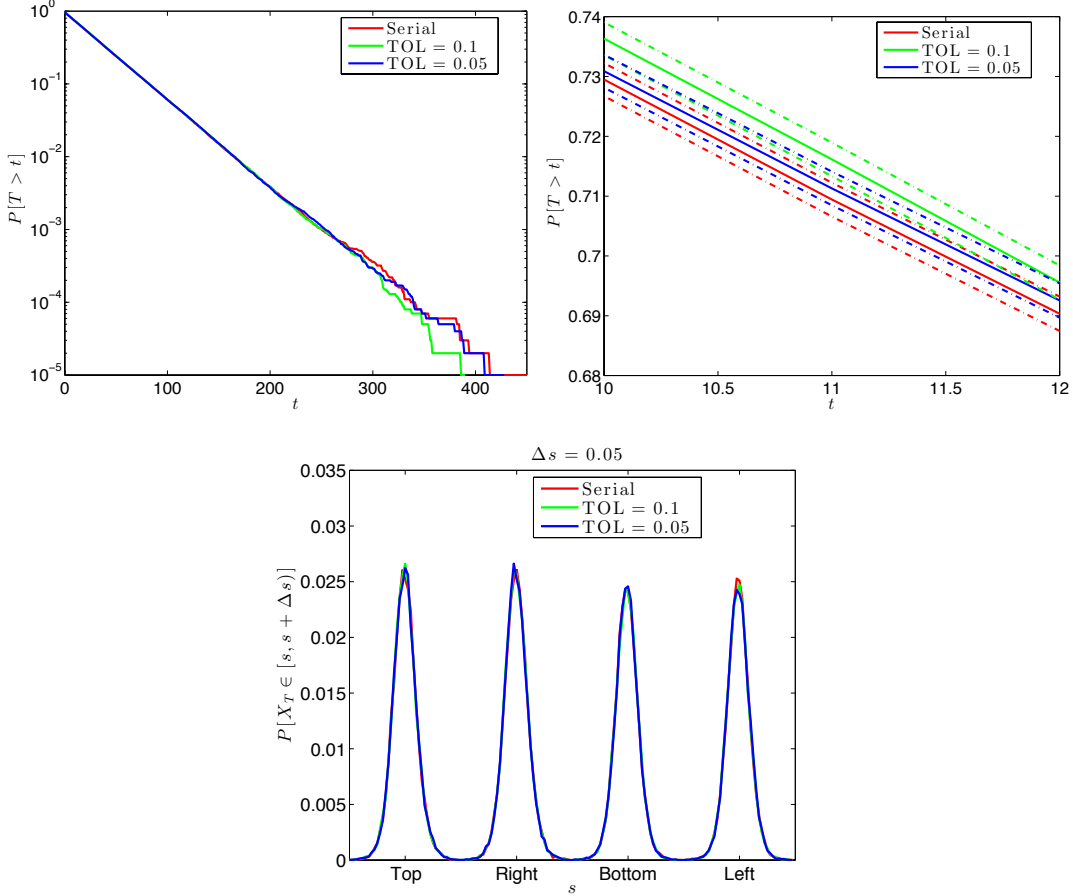 10^0
10^-1
10^-2
10^-3
10^-4
10^-5
P[T > t]
0
100
200
300
400
t
Serial
TOL = 0.1
TOL = 0.05
0.74
0.73
0.72
0.71
0.7
0.69
0.68
P[T > t]
10
10.5
11
11.5
12
t
Serial
TOL = 0.1
TOL = 0.05
Δs = 0.05
0.035
0.03
0.025
0.02
0.015
0.01
0.005
0
P[X_T ∈ [s, s + Δs)]
Serial
TOL = 0.1
TOL = 0.05
Top
Right
Bottom
Left
s